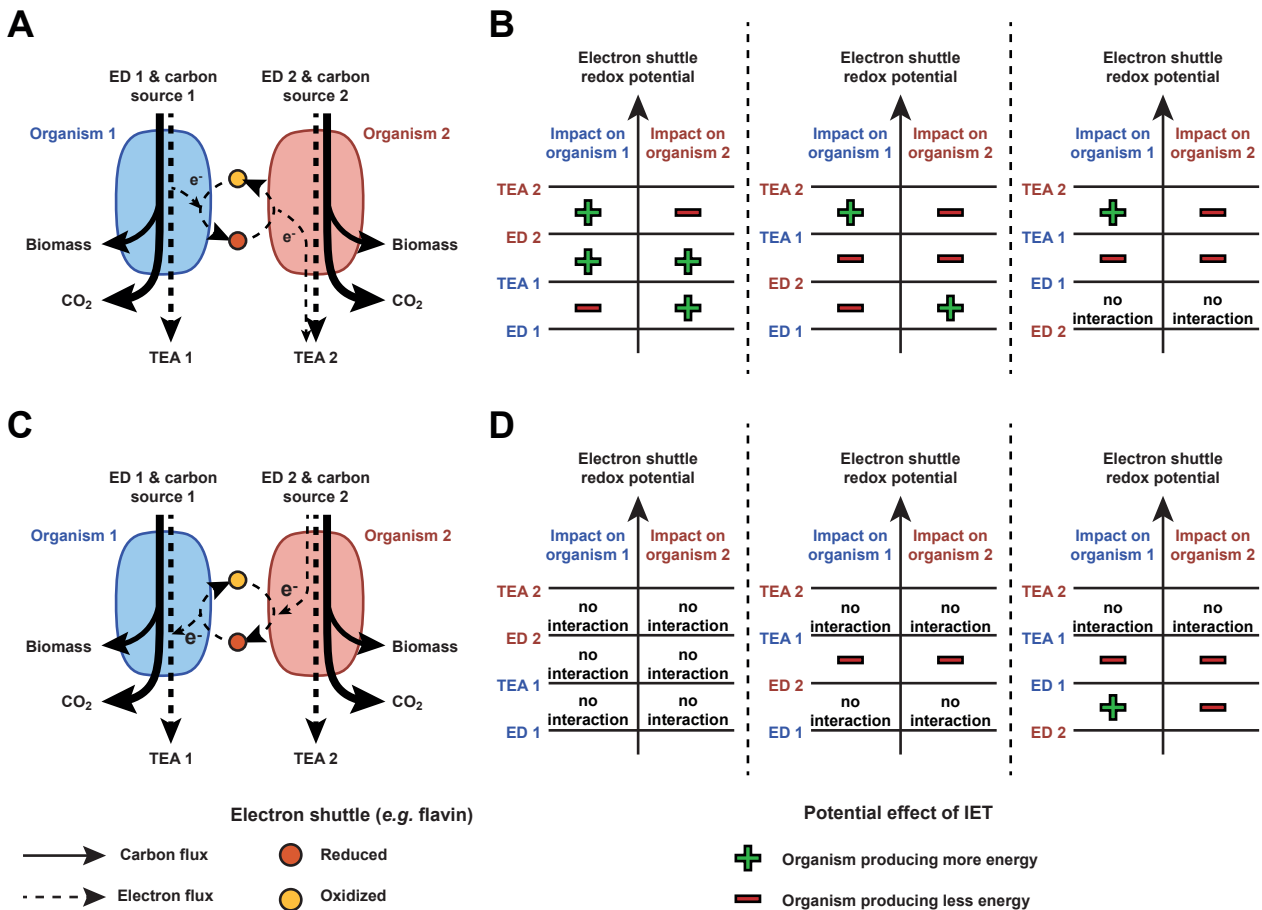 A
ED 1 & carbon
source 1
ED 2 & carbon
source 2
Organism 1
Organism 2
e-
e-
Biomass
Biomass
CO₂
CO₂
TEA 1
TEA 2
B
Electron shuttle
redox potential
Impact on
organism 1
Impact on
organism 2
TEA 2
ED 2
TEA 1
ED 1
Electron shuttle
redox potential
Impact on
organism 1
Impact on
organism 2
TEA 2
TEA 1
ED 2
ED 1
Electron shuttle
redox potential
Impact on
organism 1
Impact on
organism 2
TEA 2
TEA 1
ED 1
no
interaction
no
interaction
ED 2
C
ED 1 & carbon
source 1
ED 2 & carbon
source 2
Organism 1
Organism 2
e-
e-
Biomass
Biomass
CO₂
CO₂
TEA 1
TEA 2
D
Electron shuttle
redox potential
Impact on
organism 1
Impact on
organism 2
TEA 2
no
interaction
no
interaction
ED 2
no
interaction
no
interaction
TEA 1
no
interaction
no
interaction
ED 1
Electron shuttle
redox potential
Impact on
organism 1
Impact on
organism 2
TEA 2
no
interaction
no
interaction
TEA 1
ED 2
no
interaction
no
interaction
ED 1
Electron shuttle
redox potential
Impact on
organism 1
Impact on
organism 2
TEA 2
no
interaction
no
interaction
TEA 1
ED 1
ED 2
Electron shuttle (e.g. flavin)
Carbon flux
Reduced
Electron flux
Oxidized
Potential effect of IET
Organism producing more energy
Organism producing less energy